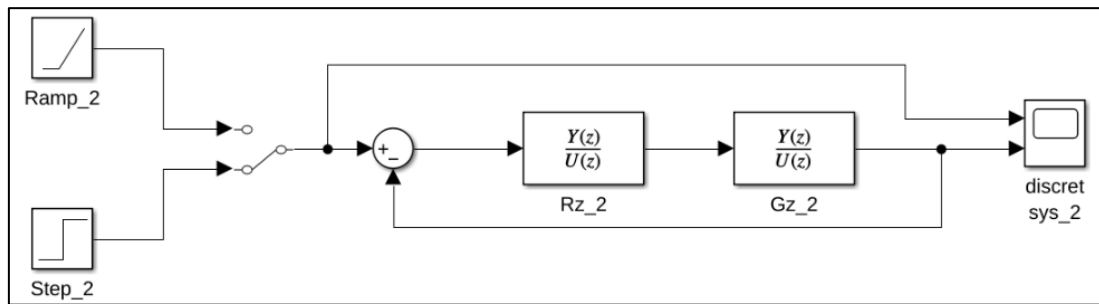 Ramp_2
+
−
Y(z)
U(z)
Rz_2
Y(z)
U(z)
Gz_2
discret
sys_2
Step_2